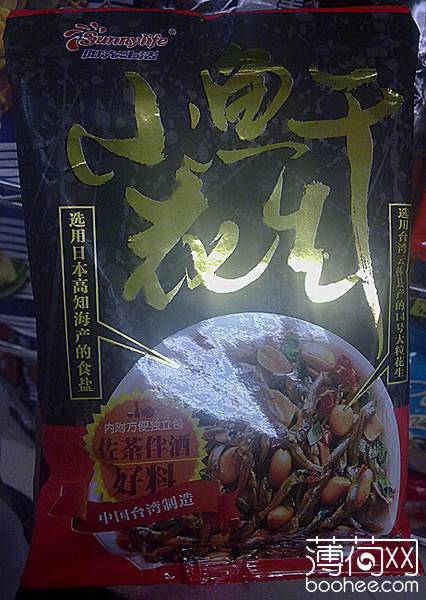 Sunnylife®
阳光生活
小鱼干
花生
选用日本高知海产的食盐
选用台湾云林县产的14号大粒花生
内附方便独立包
佐茶伴酒
好料
中国台湾制造
薄荷网
boohee.com